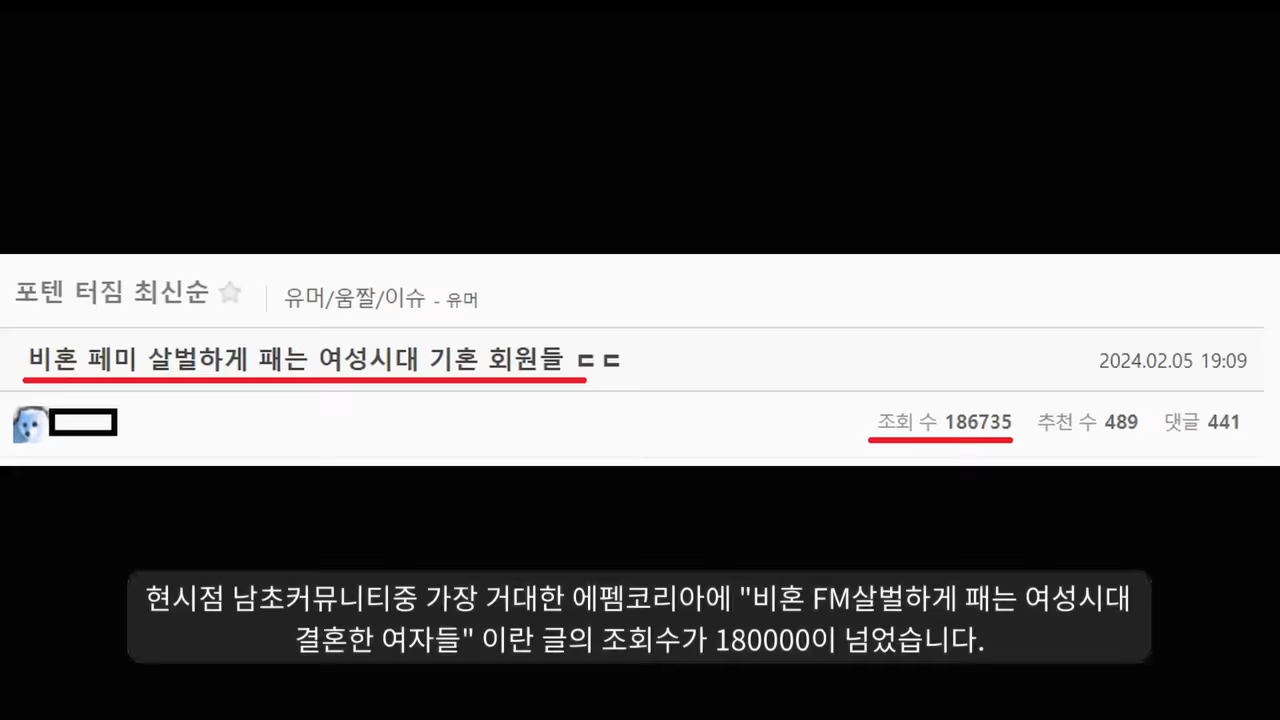 포텐 터짐 최신순
유머/움짤/이슈 - 유머
비혼 페미 살벌하게 패는 여성시대 기혼 회원들 ㄷㄷ
2024.02.05 19:09
조회 수 186735 추천 수 489 댓글 441
현시점 남초커뮤니티중 가장 거대한 에펨코리아에 "비혼 FM살벌하게 패는 여성시대
결혼한 여자들" 이란 글의 조회수가 180000이 넘었습니다.